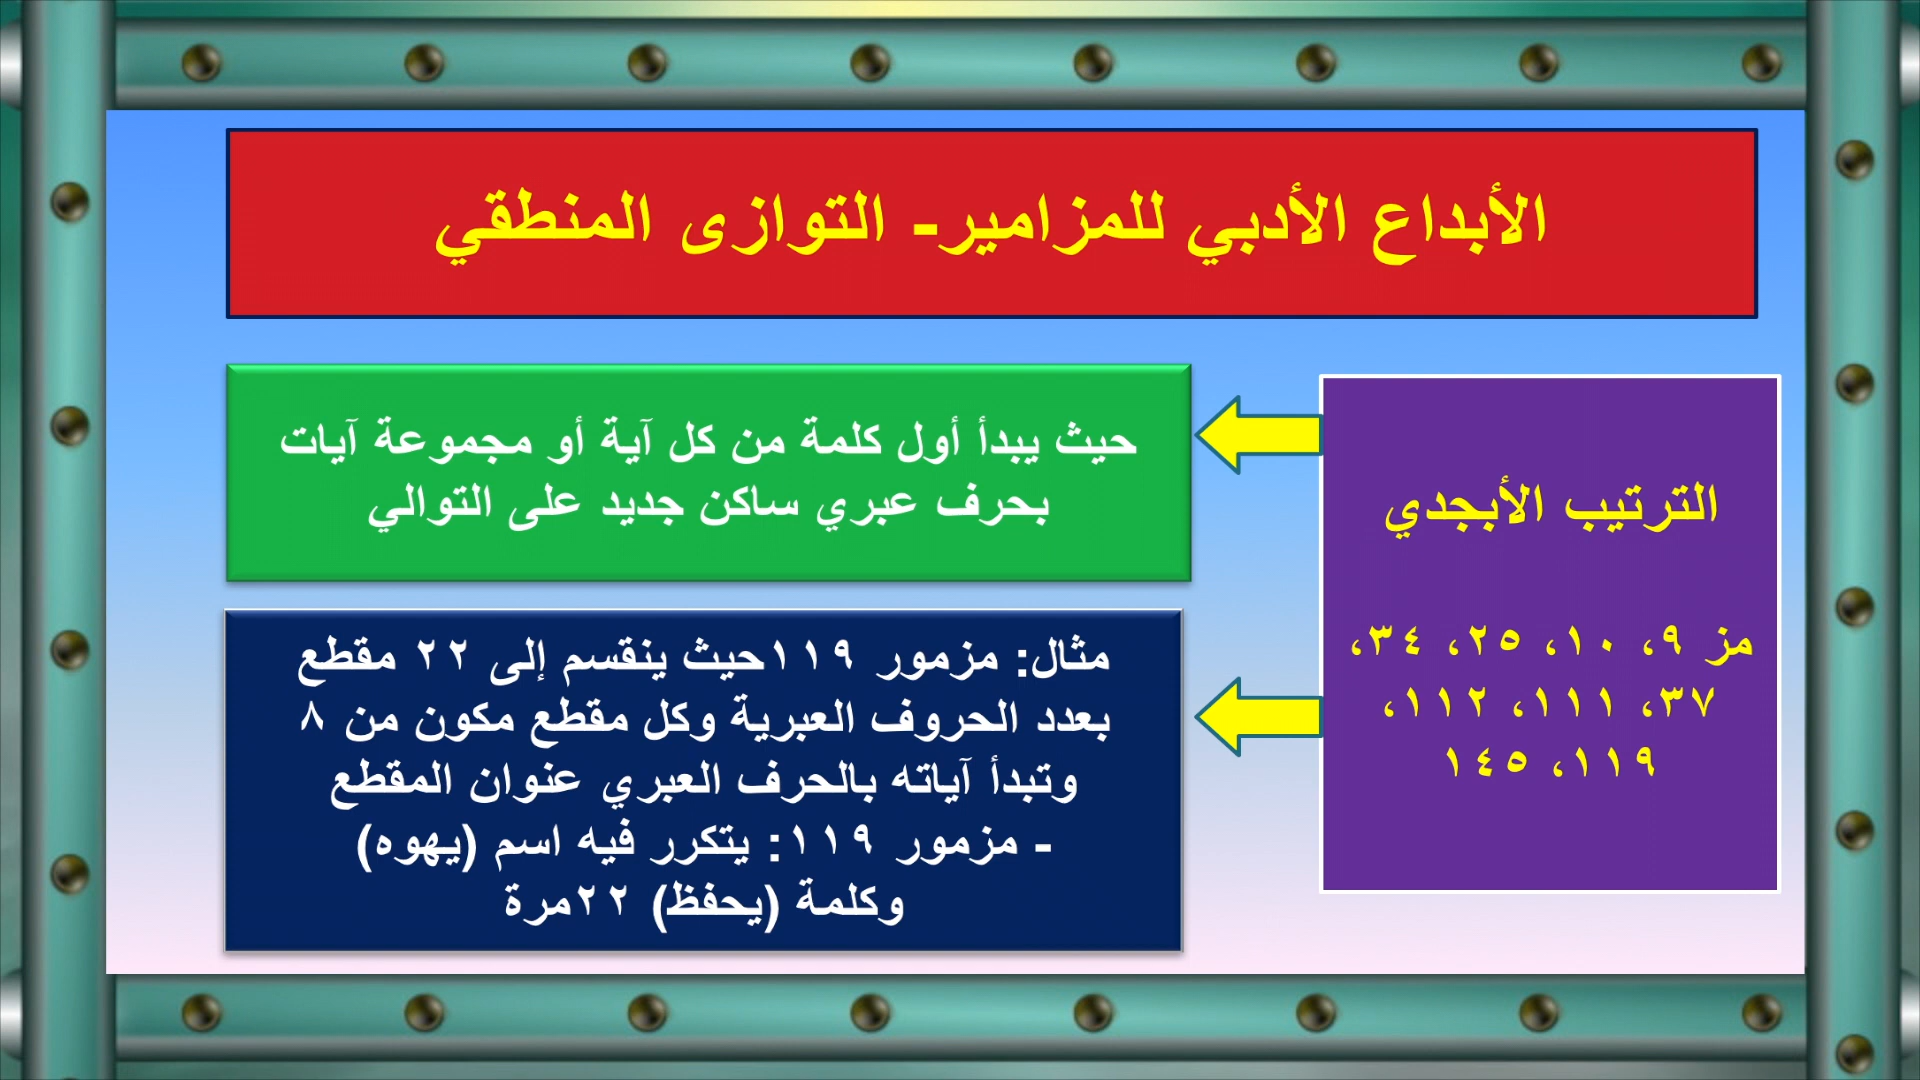 الأبداع الأدبي للمزامير- التوازى المنطقي
الترتيب الأبجدي
مز ٩، ١٠، ٢٥، ٣٤،
٣٧، ١١١، ١١٢،
١١٩، ١٤٥
حيث يبدأ أول كلمة من كل آية أو مجموعة آيات
بحرف عبري ساكن جديد على التوالي
مثال: مزمور ١١٩حيث ينقسم إلى ٢٢ مقطع
بعدد الحروف العبرية وكل مقطع مكون من ٨
وتبدأ آياته بالحرف العبري عنوان المقطع
- مزمور ١١٩: يتكرر فيه اسم (يهوه)
وكلمة (يحفظ) ٢٢مرة